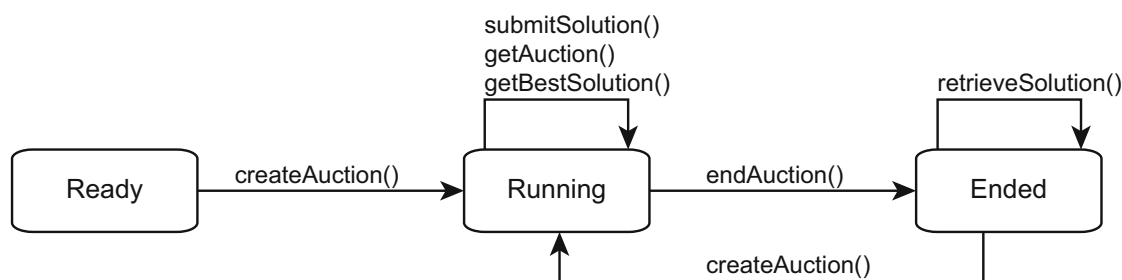 submitSolution()
getAuction()
getBestSolution()
retrieveSolution()
Ready
createAuction()
Running
endAuction()
Ended
createAuction()